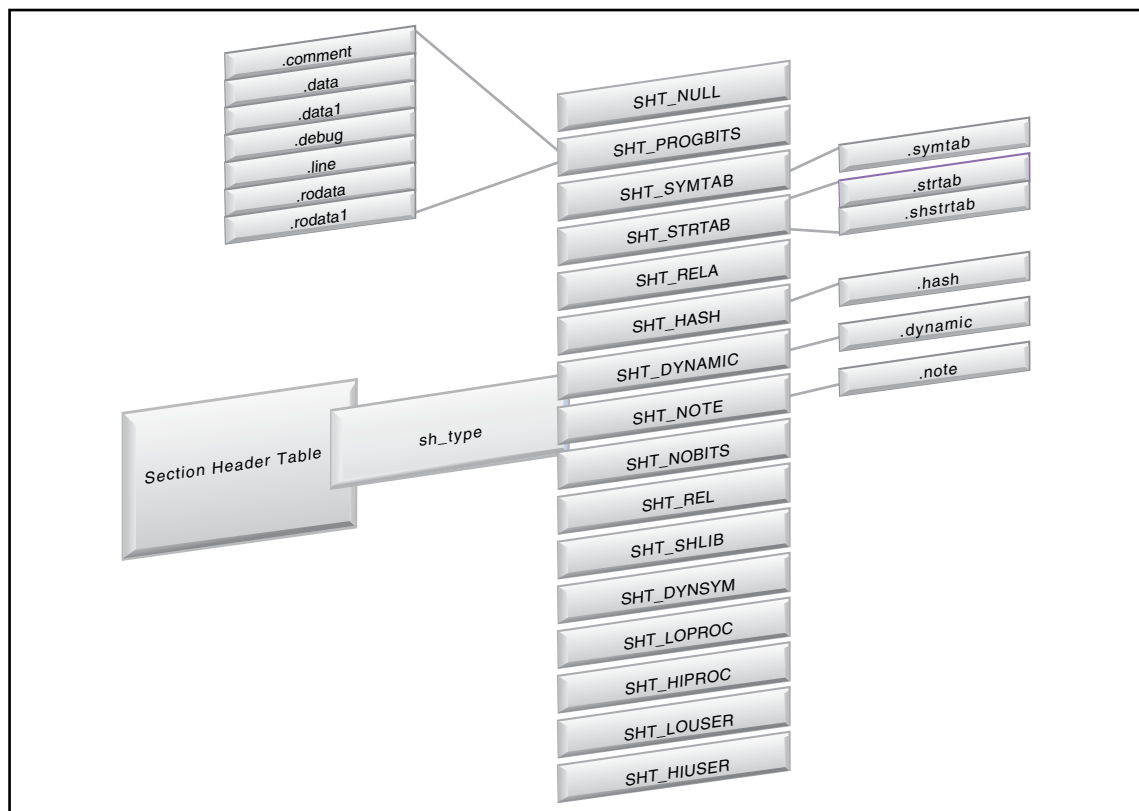 .comment
.data
.data1
.debug
.line
.rodata
.rodata1
Section Header Table
sh_type
SHT_NULL
SHT_PROGBITS
SHT_SYMTAB
SHT_STRTAB
SHT_RELA
SHT_HASH
SHT_DYNAMIC
SHT_NOTE
SHT_NOBITS
SHT_REL
SHT_SHLIB
SHT_DYNSYM
SHT_LOPROC
SHT_HIPROC
SHT_LOUSER
SHT_HIUSER
.symtab
.strtab
.shstrtab
.hash
.dynamic
.note